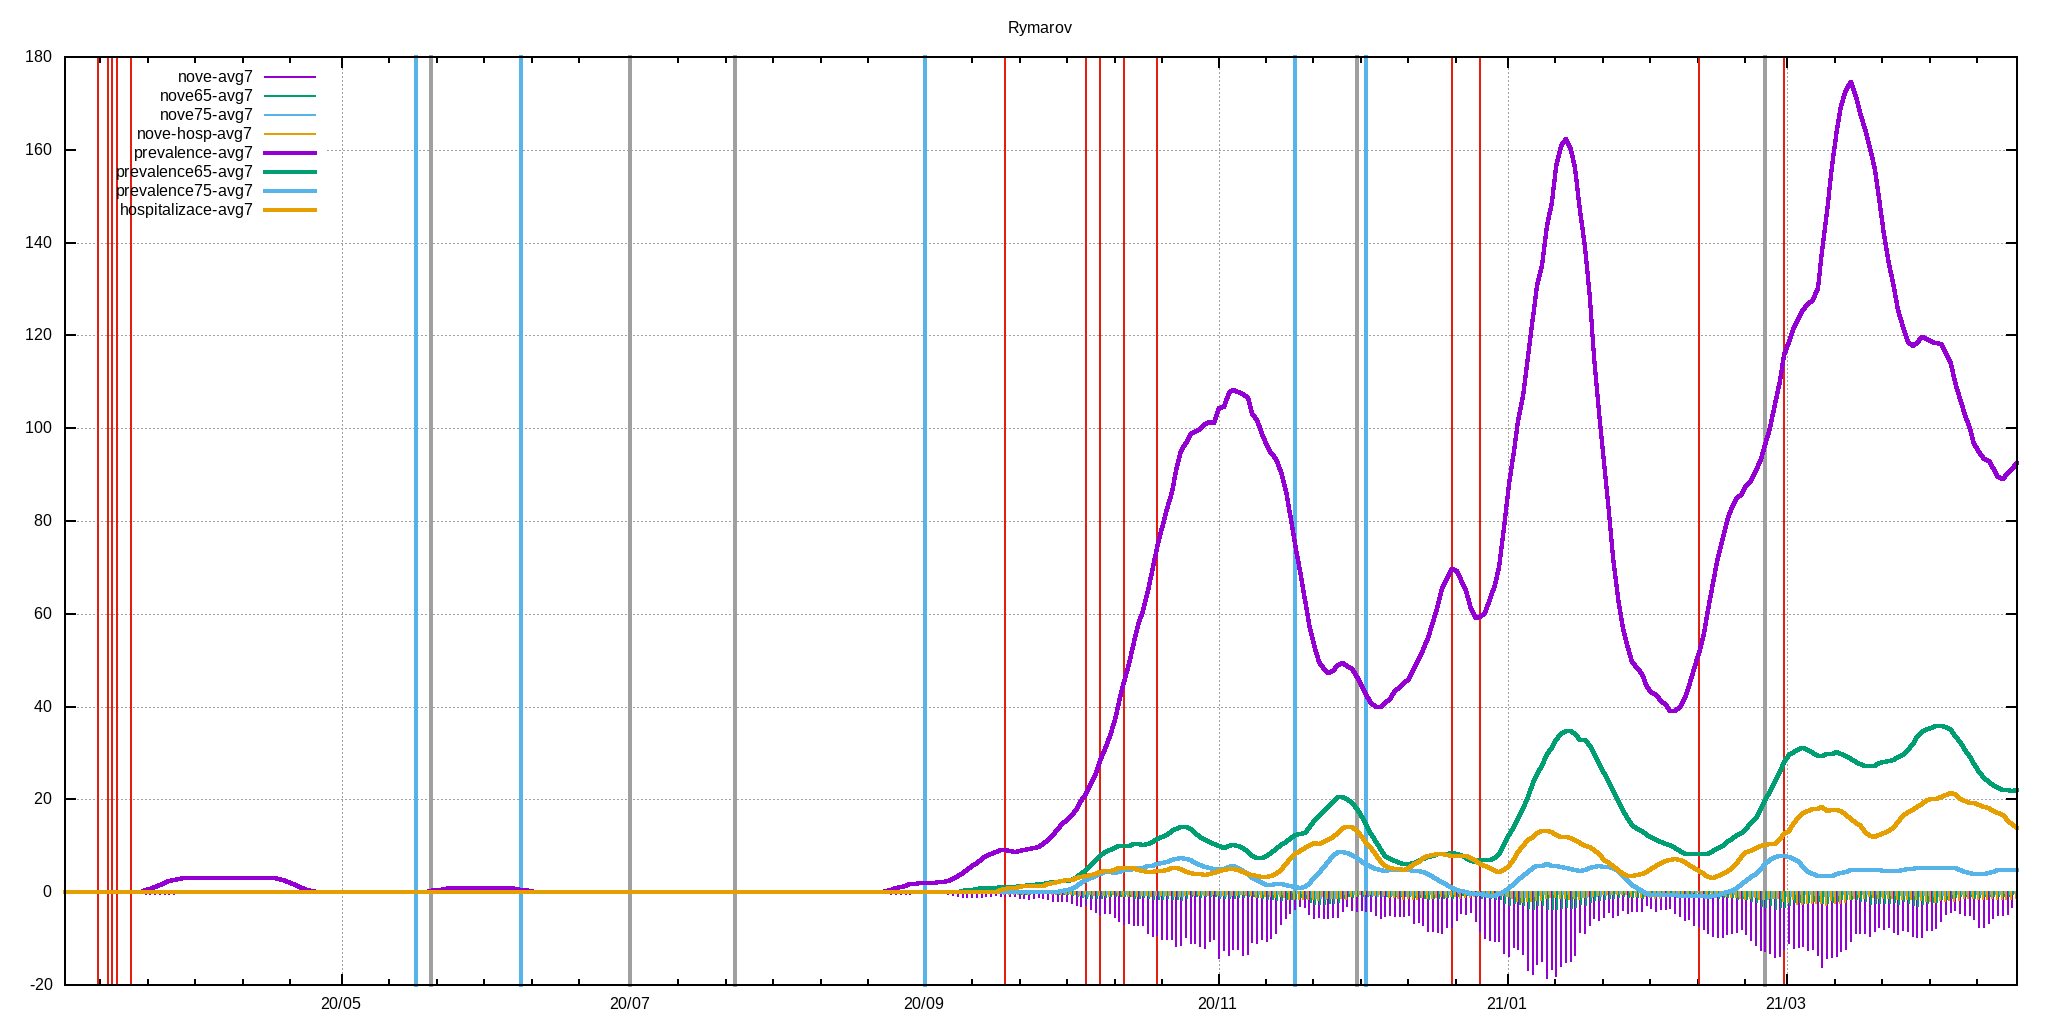 Rymarov
180
160
140
120
100
80
60
40
20
0
-20
nove-avg7
nove65-avg7
nove75-avg7
nove-hosp-avg7
prevalence-avg7
prevalence65-avg7
prevalence75-avg7
hospitalizace-avg7
20/05 20/07 20/09 20/11 21/01 21/03